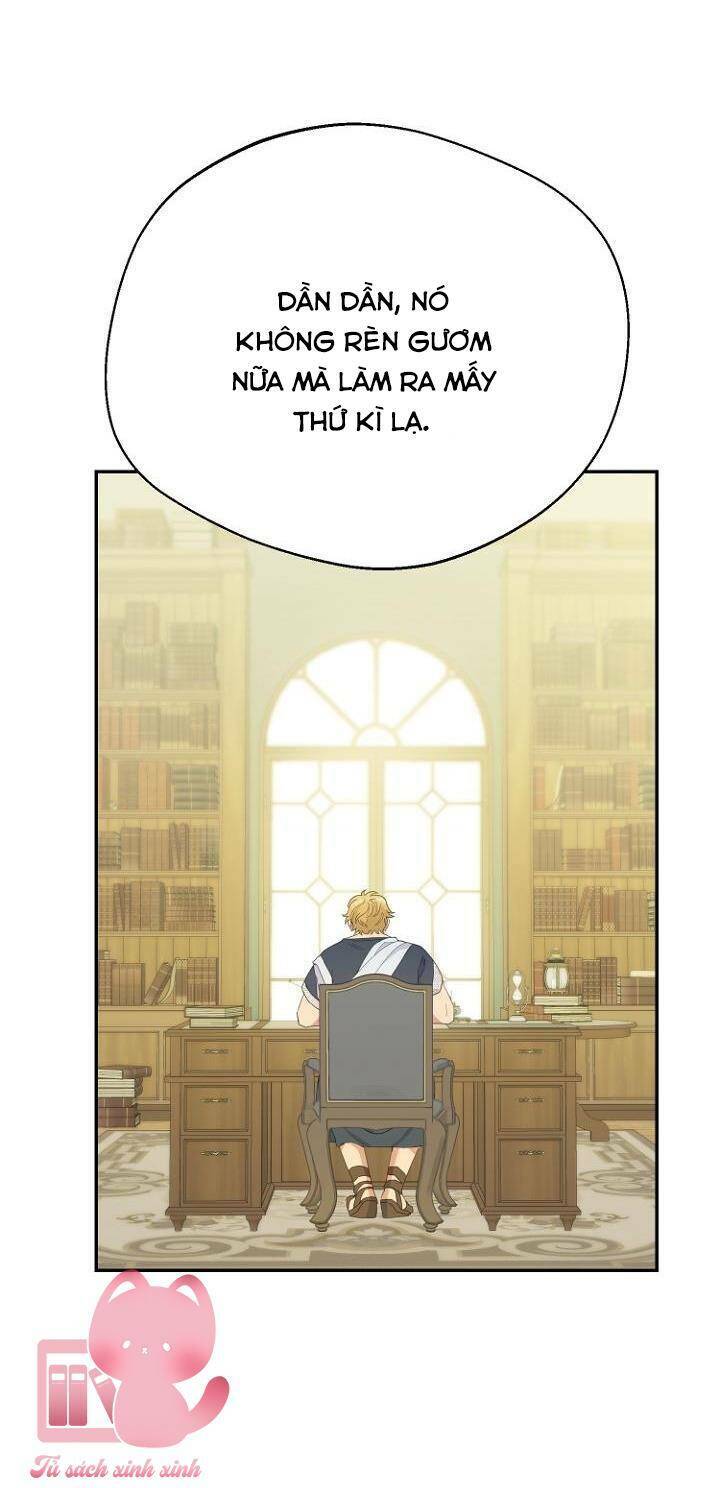 DẦN DẦN, NÓ
KHÔNG RÈN GƯƠM
NỮA MÀ LÀM RA MẤY
THỨ KÌ LẠ.
Tủ sách xinh xinh